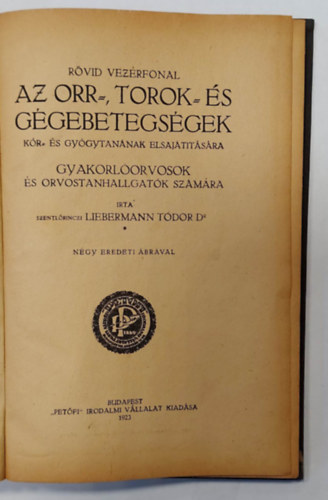 RÖVID VEZÉRFONAL
AZ ORR=, TOROK= ÉS
GÉGEBETEGSÉGEK
KÓR= ÉS GYÓGYTANÁNAK ELSAJÁTITÁSÁRA
GYAKORLÓORVOSOK
ÉS ORVOSTANHALLGATÓK SZÁMÁRA
IRTA
SZENTLŐRINCZI LIEBERMANN TÓDOR Dr
NÉGY EREDETI ÁBRÁVAL
BUDAPEST
„PETŐFI" IRODALMI VÁLLALAT KIADÁSA
1923